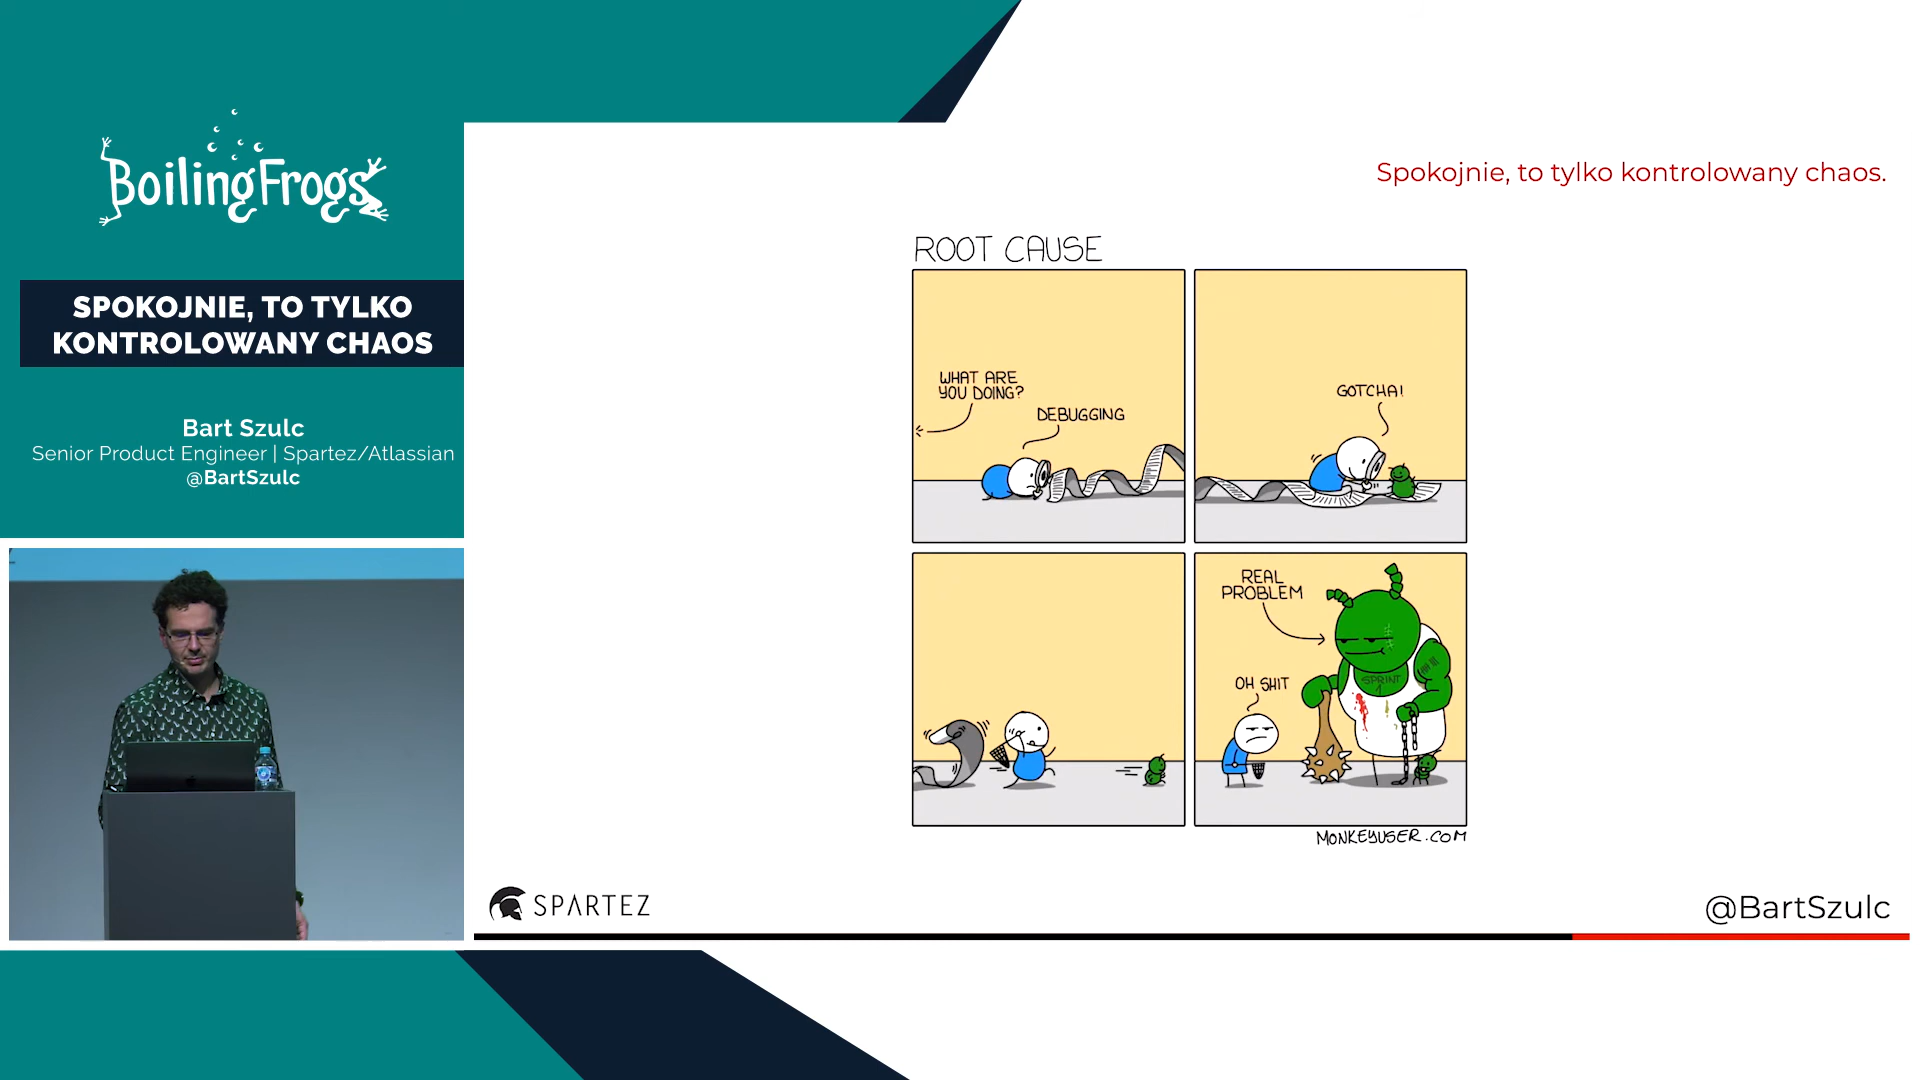 BoilingFrogs
SPOKOJNIE, TO TYLKO
KONTROLOWANY CHAOS
Bart Szulc
Senior Product Engineer | Spartez/Atlassian
@BartSzulc
Spokojnie, to tylko kontrolowany chaos.
ROOT CAUSE
WHAT ARE
YOU DOING?
DEBUGGING
GOTCHA!
REAL
PROBLEM
OH SHIT
SPRINT
1
MONKEYUSER.COM
SPARTEZ
@BartSzulc